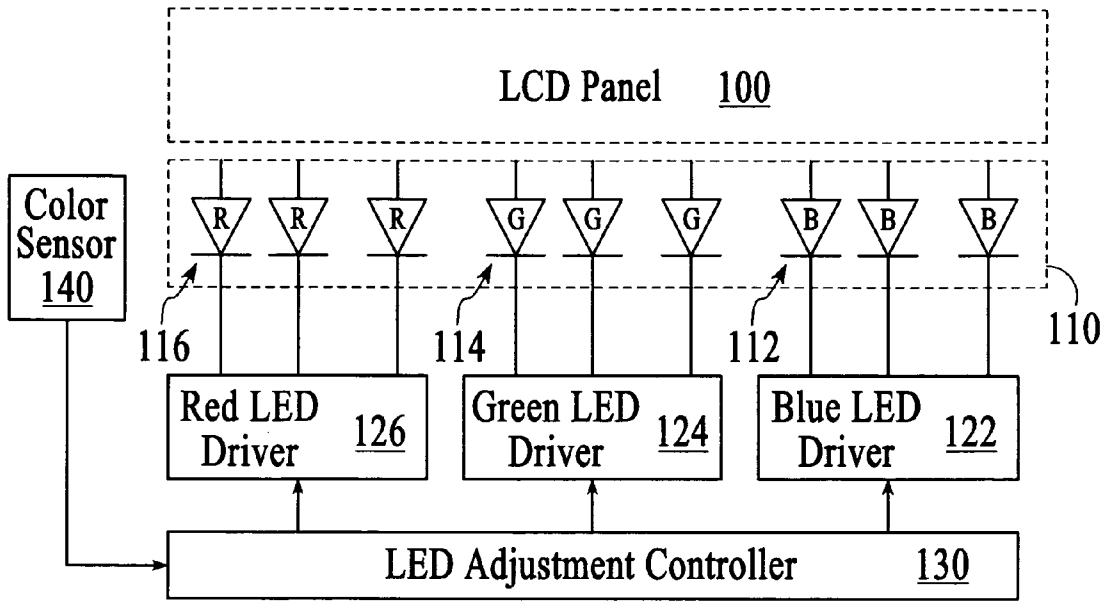 LCD Panel 100
Color
Sensor
140
R R R G G G B B B
116 114 112 110
Red LED
Driver 126
Green LED
Driver 124
Blue LED
Driver 122
LED Adjustment Controller 130